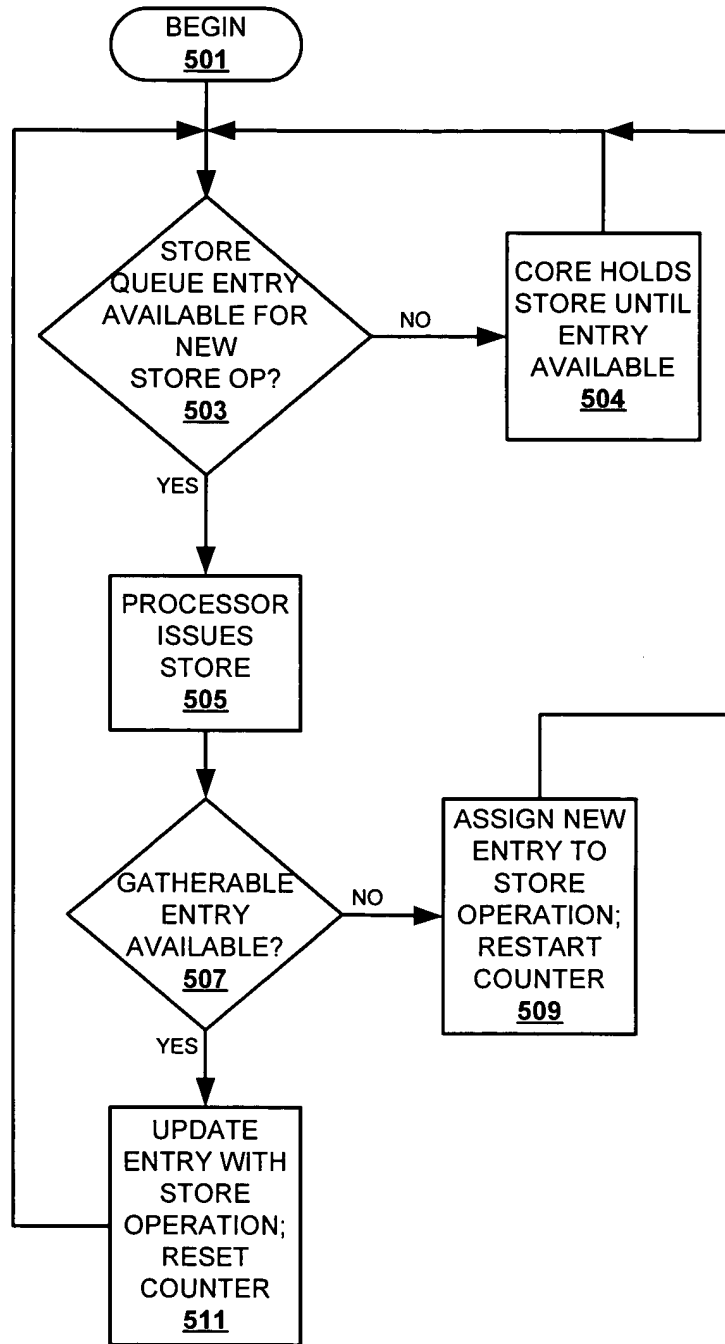 BEGIN
501
STORE
QUEUE ENTRY
AVAILABLE FOR
NEW
STORE OP?
503
NO
CORE HOLDS
STORE UNTIL
ENTRY
AVAILABLE
504
YES
PROCESSOR
ISSUES
STORE
505
GATHERABLE
ENTRY
AVAILABLE?
507
NO
ASSIGN NEW
ENTRY TO
STORE
OPERATION;
RESTART
COUNTER
509
YES
UPDATE
ENTRY WITH
STORE
OPERATION;
RESET
COUNTER
511